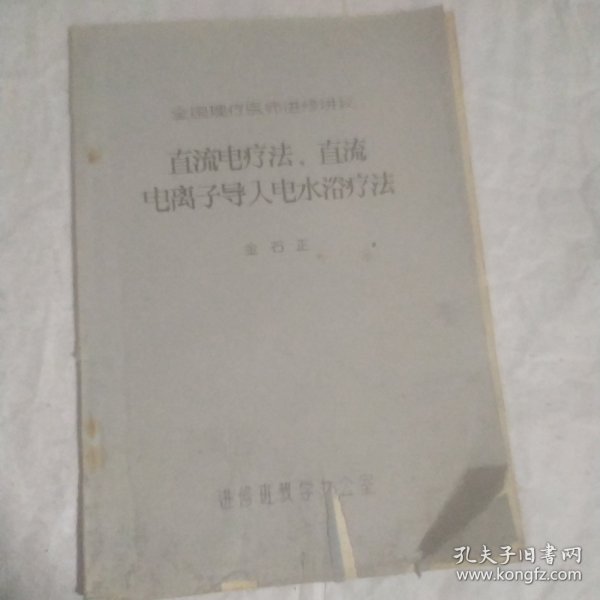 全国理疗医师进修讲义
直流电疗法、直流
电离子导入电水浴疗法
金石正
进修班教学办公室
孔夫子旧书网
www.kongfz.com